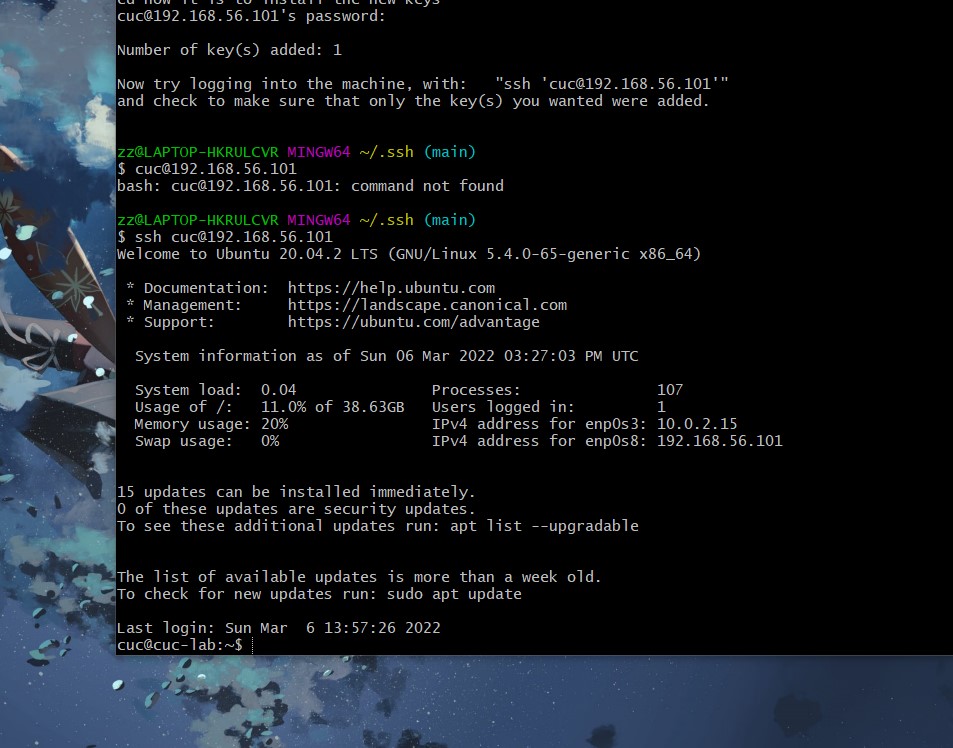 cuc@192.168.56.101's password:
Number of key(s) added: 1
Now try logging into the machine, with:   "ssh 'cuc@192.168.56.101'"
and check to make sure that only the key(s) you wanted were added.
zz@LAPTOP-HKRULCVR MINGW64 ~/.ssh (main)
$ cuc@192.168.56.101
bash: cuc@192.168.56.101: command not found
zz@LAPTOP-HKRULCVR MINGW64 ~/.ssh (main)
$ ssh cuc@192.168.56.101
Welcome to Ubuntu 20.04.2 LTS (GNU/Linux 5.4.0-65-generic x86_64)
 * Documentation:  https://help.ubuntu.com
 * Management:     https://landscape.canonical.com
 * Support:        https://ubuntu.com/advantage
  System information as of Sun 06 Mar 2022 03:27:03 PM UTC
  System load:  0.04               Processes:               107
  Usage of /:   11.0% of 38.63GB   Users logged in:         1
  Memory usage: 20%                IPv4 address for enp0s3: 10.0.2.15
  Swap usage:   0%                 IPv4 address for enp0s8: 192.168.56.101
15 updates can be installed immediately.
0 of these updates are security updates.
To see these additional updates run: apt list --upgradable
The list of available updates is more than a week old.
To check for new updates run: sudo apt update
Last login: Sun Mar  6 13:57:26 2022
cuc@cuc-lab:~$